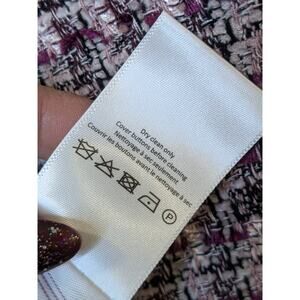 Dry clean only
Cover buttons before cleaning
Nettoyage à sec seulement
Couvrir les boutons avant le nettoyage à sec
P